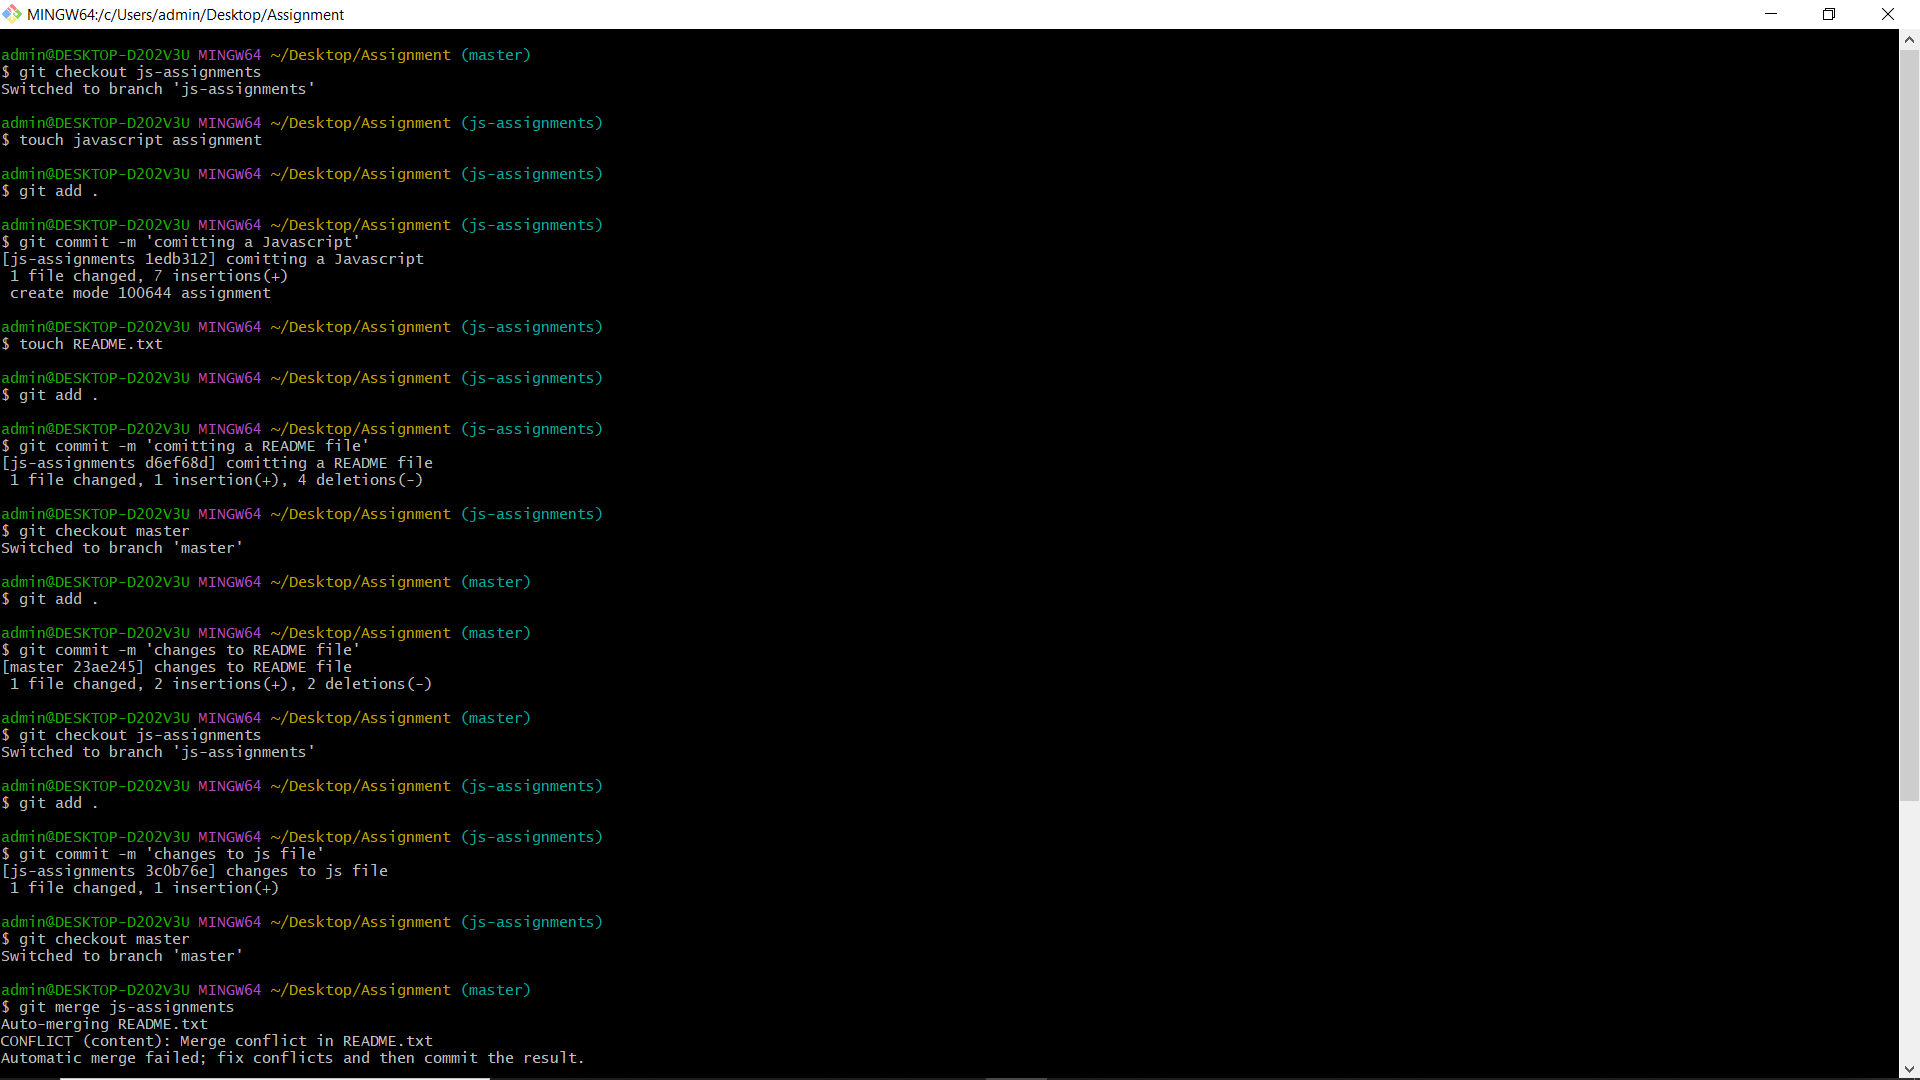 MINGW64:/c/Users/admin/Desktop/Assignment
admin@DESKTOP-D202V3U MINGW64 ~/Desktop/Assignment (master)
$ git checkout js-assignments
Switched to branch 'js-assignments'
admin@DESKTOP-D202V3U MINGW64 ~/Desktop/Assignment (js-assignments)
$ touch javascript assignment
admin@DESKTOP-D202V3U MINGW64 ~/Desktop/Assignment (js-assignments)
$ git add .
admin@DESKTOP-D202V3U MINGW64 ~/Desktop/Assignment (js-assignments)
$ git commit -m 'comitting a Javascript'
[js-assignments 1edb312] comitting a Javascript
 1 file changed, 7 insertions(+)
 create mode 100644 assignment
admin@DESKTOP-D202V3U MINGW64 ~/Desktop/Assignment (js-assignments)
$ touch README.txt
admin@DESKTOP-D202V3U MINGW64 ~/Desktop/Assignment (js-assignments)
$ git add .
admin@DESKTOP-D202V3U MINGW64 ~/Desktop/Assignment (js-assignments)
$ git commit -m 'comitting a README file'
[js-assignments d6ef68d] comitting a README file
 1 file changed, 1 insertion(+), 4 deletions(-)
admin@DESKTOP-D202V3U MINGW64 ~/Desktop/Assignment (js-assignments)
$ git checkout master
Switched to branch 'master'
admin@DESKTOP-D202V3U MINGW64 ~/Desktop/Assignment (master)
$ git add .
admin@DESKTOP-D202V3U MINGW64 ~/Desktop/Assignment (master)
$ git commit -m 'changes to README file'
[master 23ae245] changes to README file
 1 file changed, 2 insertions(+), 2 deletions(-)
admin@DESKTOP-D202V3U MINGW64 ~/Desktop/Assignment (master)
$ git checkout js-assignments
Switched to branch 'js-assignments'
admin@DESKTOP-D202V3U MINGW64 ~/Desktop/Assignment (js-assignments)
$ git add .
admin@DESKTOP-D202V3U MINGW64 ~/Desktop/Assignment (js-assignments)
$ git commit -m 'changes to js file'
[js-assignments 3c0b76e] changes to js file
 1 file changed, 1 insertion(+)
admin@DESKTOP-D202V3U MINGW64 ~/Desktop/Assignment (js-assignments)
$ git checkout master
Switched to branch 'master'
admin@DESKTOP-D202V3U MINGW64 ~/Desktop/Assignment (master)
$ git merge js-assignments
Auto-merging README.txt
CONFLICT (content): Merge conflict in README.txt
Automatic merge failed; fix conflicts and then commit the result.